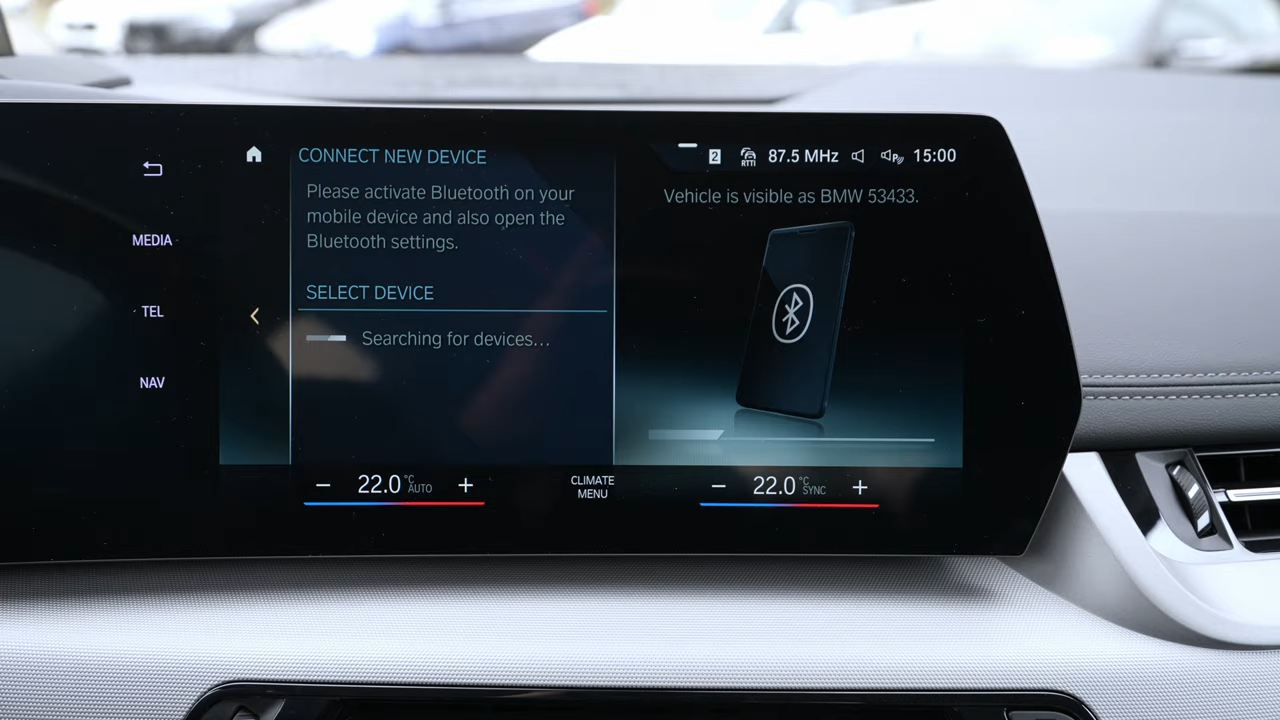 CONNECT NEW DEVICE
Please activate Bluetooth on your
mobile device and also open the
Bluetooth settings.
SELECT DEVICE
Searching for devices...
2 RTTI 87.5 MHz P 15:00
Vehicle is visible as BMW 53433.
MEDIA
TEL
NAV
- 22.0 °C AUTO +
CLIMATE
MENU
- 22.0 °C SYNC +